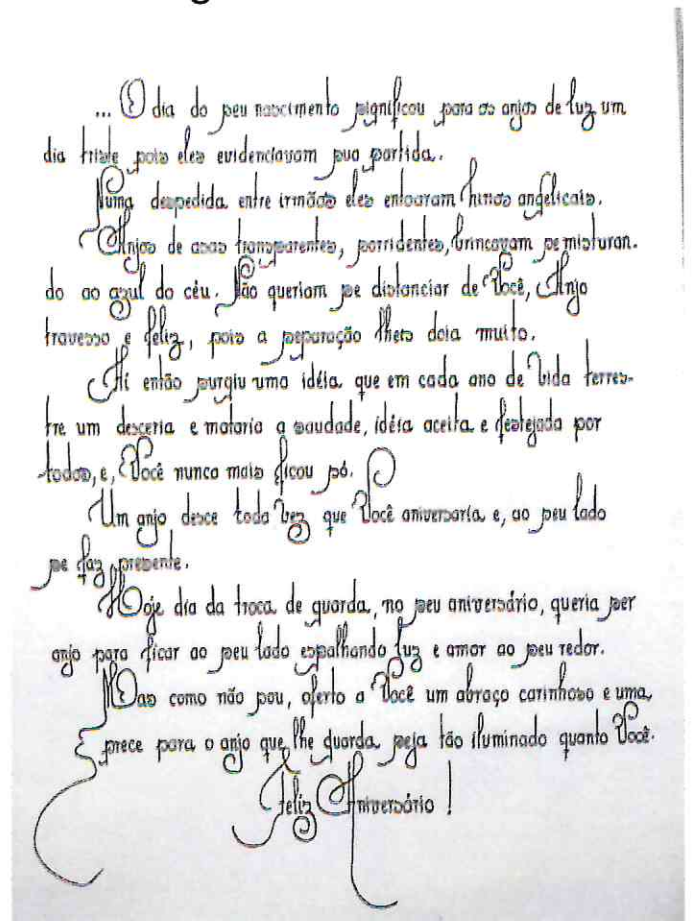 ... O dia do seu nascimento significou para os anjos de luz um
dia triste pois eles evidenciavam sua partida.
Numa despedida entre irmãos eles entoaram hinos angelicais.
Anjos de asas transparentes, sorridentes, brincavam se misturan.
do ao azul do céu. Não queriam se distanciar de Você, Anjo
travesso e feliz, pois a separação lhes doia muito.
Aí então surgiu uma idéia, que em cada ano de Vida terres-
tre um desceria e mataria a saudade, idéia aceita e festejada por
todos, e, Você nunca mais ficou só.
Um anjo desce toda Vez que Você aniversaria e, ao seu lado
se faz presente.
Hoje dia da troca de guarda, no seu aniversário, queria ser
anjo para ficar ao seu lado espalhando luz e amor ao seu redor.
Mas como não sou, oferto a Você um abraço carinhoso e uma
prece para o anjo que lhe guarda seja tão iluminado quanto Você.
Feliz Aniversário !